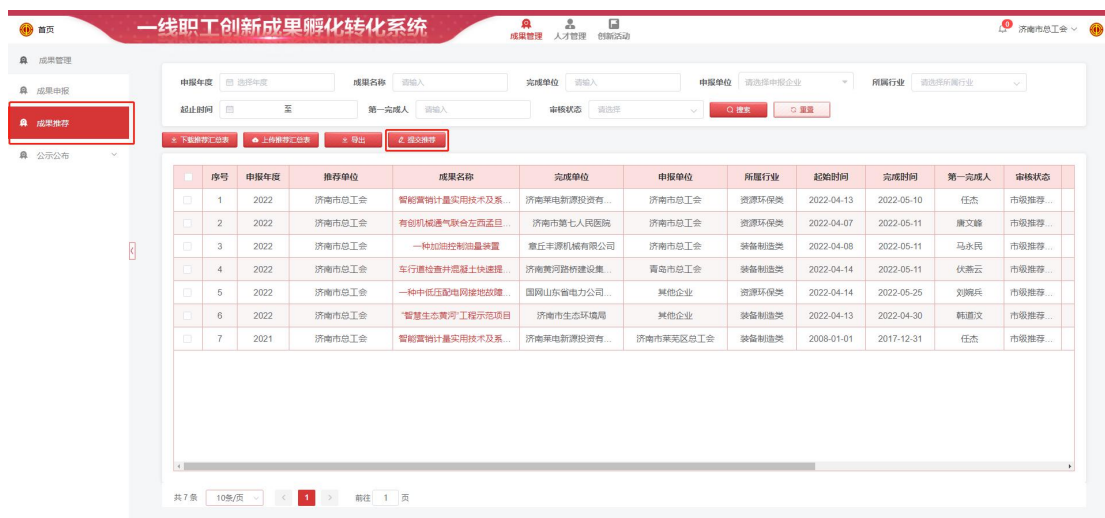 首页 一线职工创新成果孵化转化系统 成果管理 人才管理 创新活动 济南市总工会
成果管理
成果申报
成果推荐
公示公布
申报年度 选择年度 成果名称 请输入 完成单位 请输入 申报单位 请选择申报企业 所属行业 请选择所属行业
起止时间 至 第一完成人 请输入 审核状态 请选择 搜索 重置
下载推荐汇总表 上传推荐汇总表 导出 提交推荐
序号 申报年度 推荐单位 成果名称 完成单位 申报单位 所属行业 起始时间 完成时间 第一完成人 审核状态
1 2022 济南市总工会 智能营销计量实用技术及系... 济南莱电新源投资有... 济南市总工会 资源环保类 2022-04-13 2022-05-10 任杰 市级推荐...
2 2022 济南市总工会 有创机械通气联合左西孟旦... 济南市第七人民医院 济南市总工会 资源环保类 2022-04-07 2022-05-11 唐文峰 市级推荐...
3 2022 济南市总工会 一种加油控制油量装置 章丘丰源机械有限公司 济南市总工会 装备制造类 2022-04-08 2022-05-11 马永民 市级推荐...
4 2022 济南市总工会 车行道检查井混凝土快速提... 济南黄河路桥建设集... 青岛市总工会 装备制造类 2022-04-14 2022-05-11 伏燕云 市级推荐...
5 2022 济南市总工会 一种中低压配电网接地故障... 国网山东省电力公司... 其他企业 资源环保类 2022-04-14 2022-05-25 刘婉兵 市级推荐...
6 2022 济南市总工会 "智慧生态黄河"工程示范项目 济南市生态环境局 其他企业 装备制造类 2022-04-13 2022-04-30 韩道汶 市级推荐...
7 2021 济南市总工会 智能营销计量实用技术及系... 济南莱电新源投资有... 济南市莱芜区总工会 装备制造类 2008-01-01 2017-12-31 任杰 市级推荐...
共7条 10条/页 1 前往 1 页